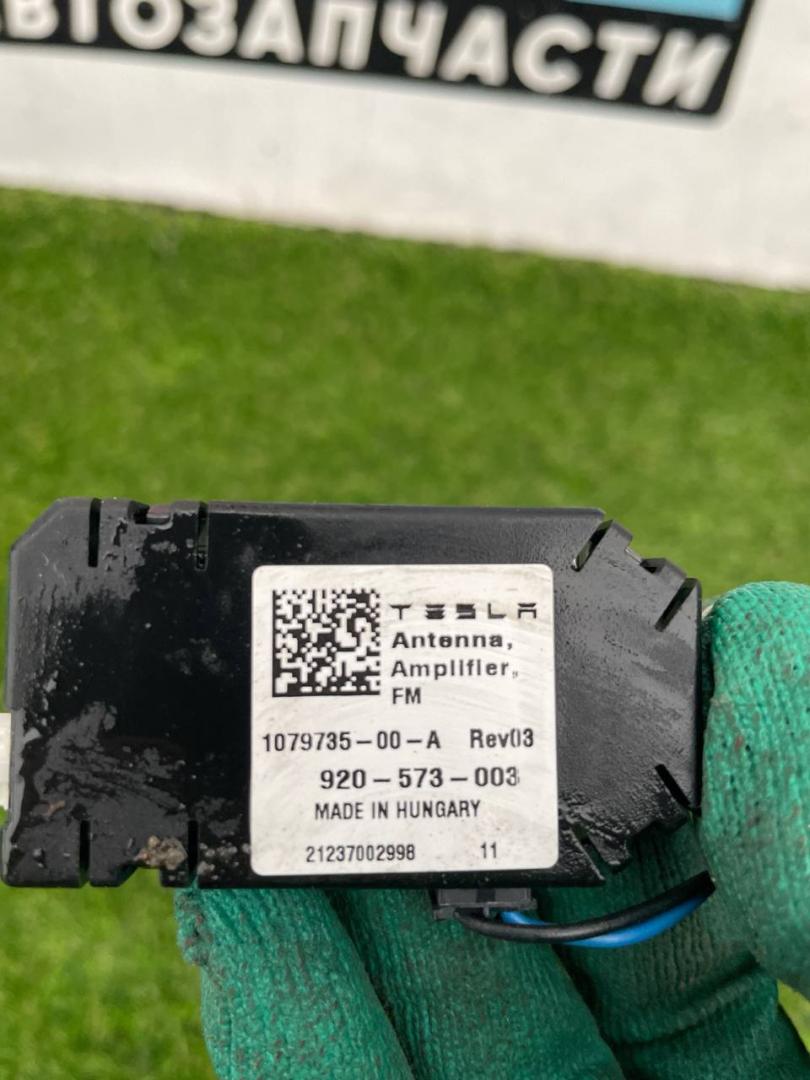 АВТОЗАПЧАСТИ
TESLA
Antenna,
Amplifier,
FM
1079735-00-A Rev03
920-573-003
MADE IN HUNGARY
21237002998 11